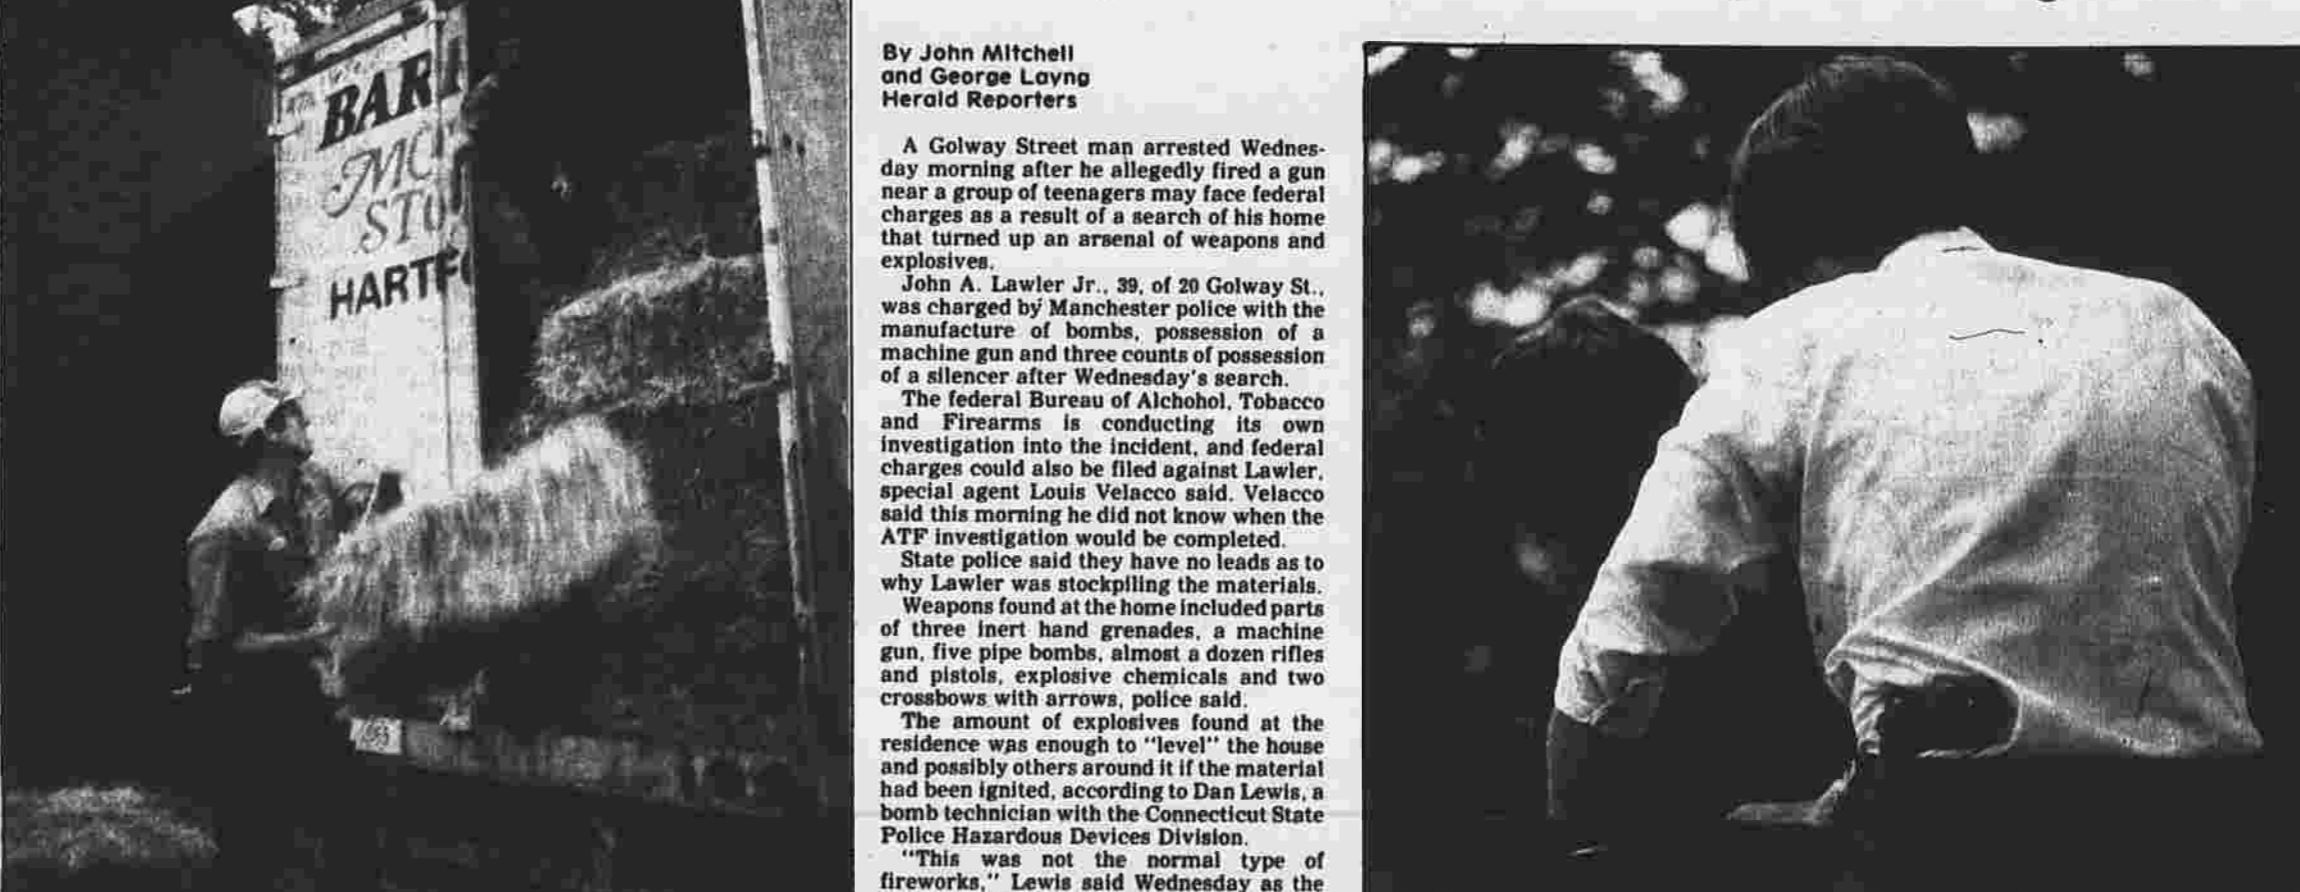 BAR
MO
STO
HARTFO
By John Mitchell
and George Layng
Herald Reporters
A Golway Street man arrested Wednes-
day morning after he allegedly fired a gun
near a group of teenagers may face federal
charges as a result of a search of his home
that turned up an arsenal of weapons and
explosives.
John A. Lawler Jr., 39, of 20 Golway St.,
was charged by Manchester police with the
manufacture of bombs, possession of a
machine gun and three counts of possession
of a silencer after Wednesday's search.
The federal Bureau of Alchohol, Tobacco
and Firearms is conducting its own
investigation into the incident, and federal
charges could also be filed against Lawler,
special agent Louis Velacco said. Velacco
said this morning he did not know when the
ATF investigation would be completed.
State police said they have no leads as to
why Lawler was stockpiling the materials.
Weapons found at the home included parts
of three inert hand grenades, a machine
gun, five pipe bombs, almost a dozen rifles
and pistols, explosive chemicals and two
crossbows with arrows, police said.
The amount of explosives found at the
residence was enough to "level" the house
and possibly others around it if the material
had been ignited, according to Dan Lewis, a
bomb technician with the Connecticut State
Police Hazardous Devices Division.
"This was not the normal type of
fireworks," Lewis said Wednesday as the